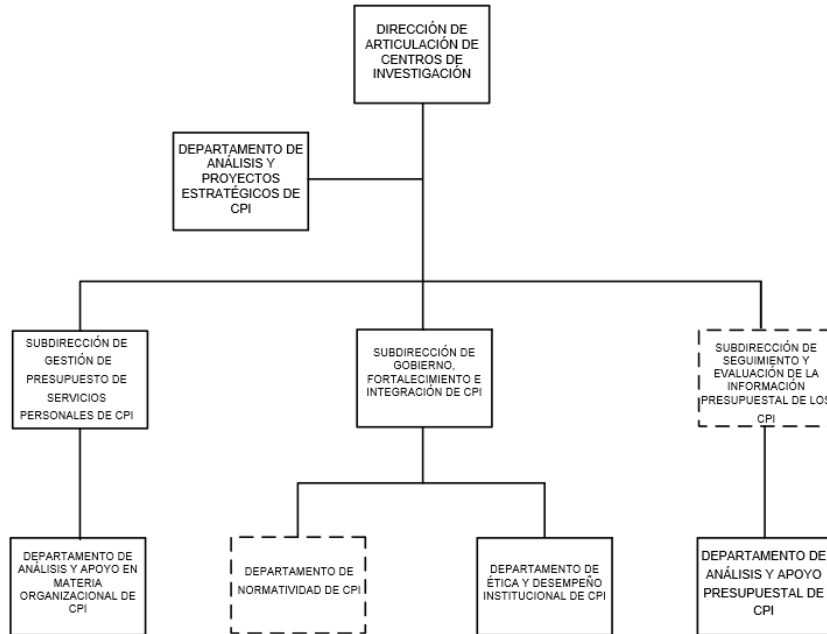 DIRECCIÓN DE
ARTICULACIÓN DE
CENTROS DE
INVESTIGACIÓN
DEPARTAMENTO DE
ANÁLISIS Y
PROYECTOS
ESTRATÉGICOS DE
CPI
SUBDIRECCIÓN DE
GESTIÓN DE
PRESUPUESTO DE
SERVICIOS
PERSONALES DE CPI
SUBDIRECCIÓN DE
GOBIERNO,
FORTALECIMIENTO E
INTEGRACIÓN DE CPI
SUBDIRECCIÓN DE
SEGUIMIENTO Y
EVALUACIÓN DE LA
INFORMACIÓN
PRESUPUESTAL DE LOS
CPI
DEPARTAMENTO DE
ANÁLISIS Y APOYO EN
MATERIA
ORGANIZACIONAL DE
CPI
DEPARTAMENTO DE
NORMATIVIDAD DE CPI
DEPARTAMENTO DE
ÉTICA Y DESEMPEÑO
INSTITUCIONAL DE CPI
DEPARTAMENTO DE
ANÁLISIS Y APOYO
PRESUPUESTAL DE
CPI